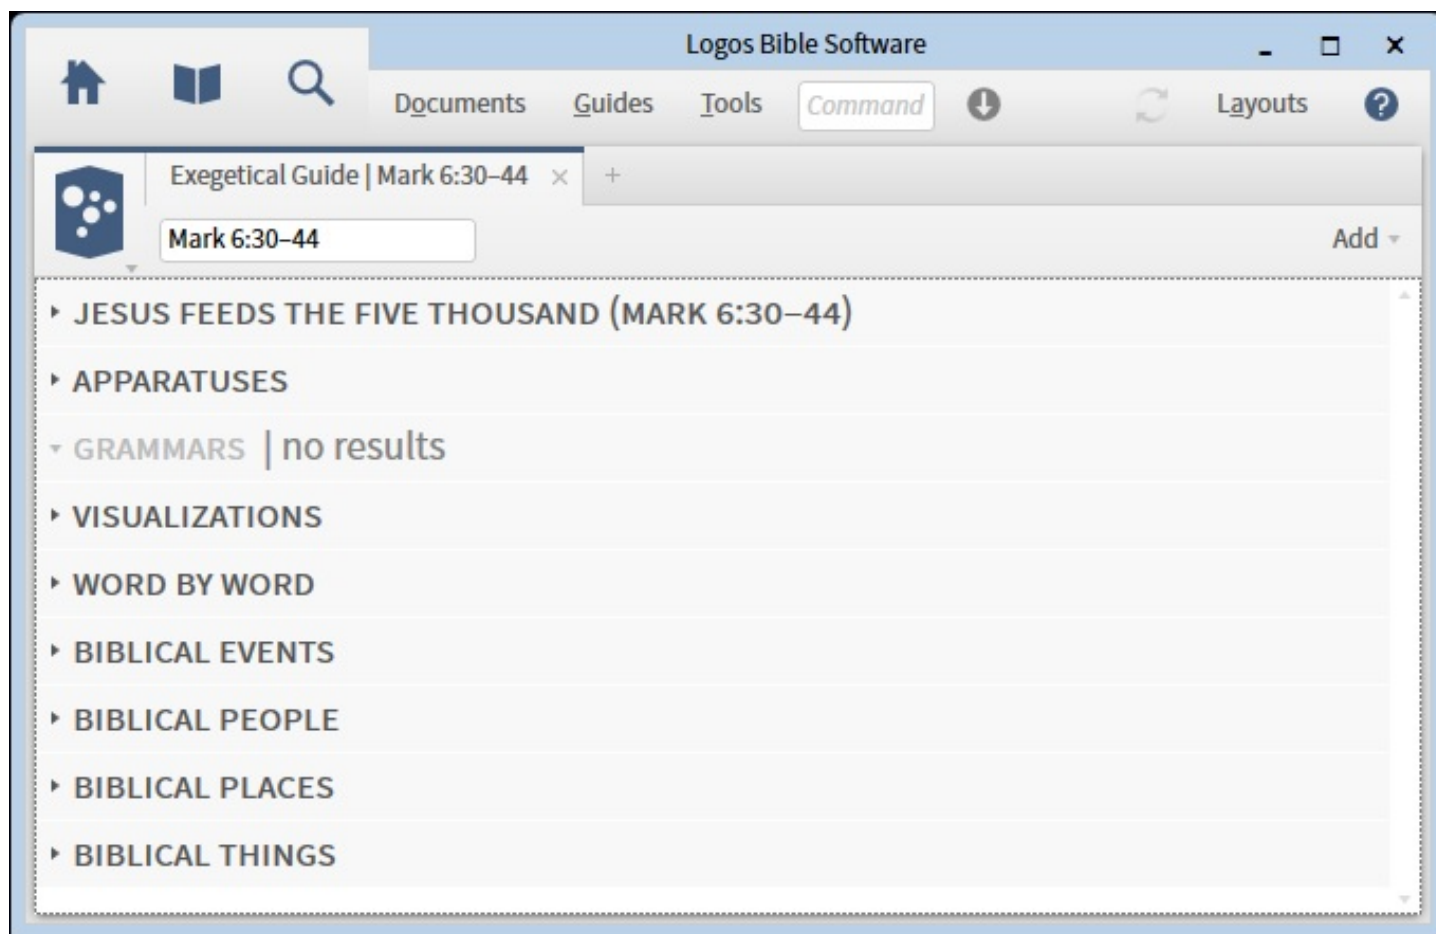 Logos Bible Software
Documents Guides Tools Command Layouts ?
Exegetical Guide | Mark 6:30–44 × +
Mark 6:30–44 Add
JESUS FEEDS THE FIVE THOUSAND (MARK 6:30–44)
APPARATUSES
GRAMMARS | no results
VISUALIZATIONS
WORD BY WORD
BIBLICAL EVENTS
BIBLICAL PEOPLE
BIBLICAL PLACES
BIBLICAL THINGS